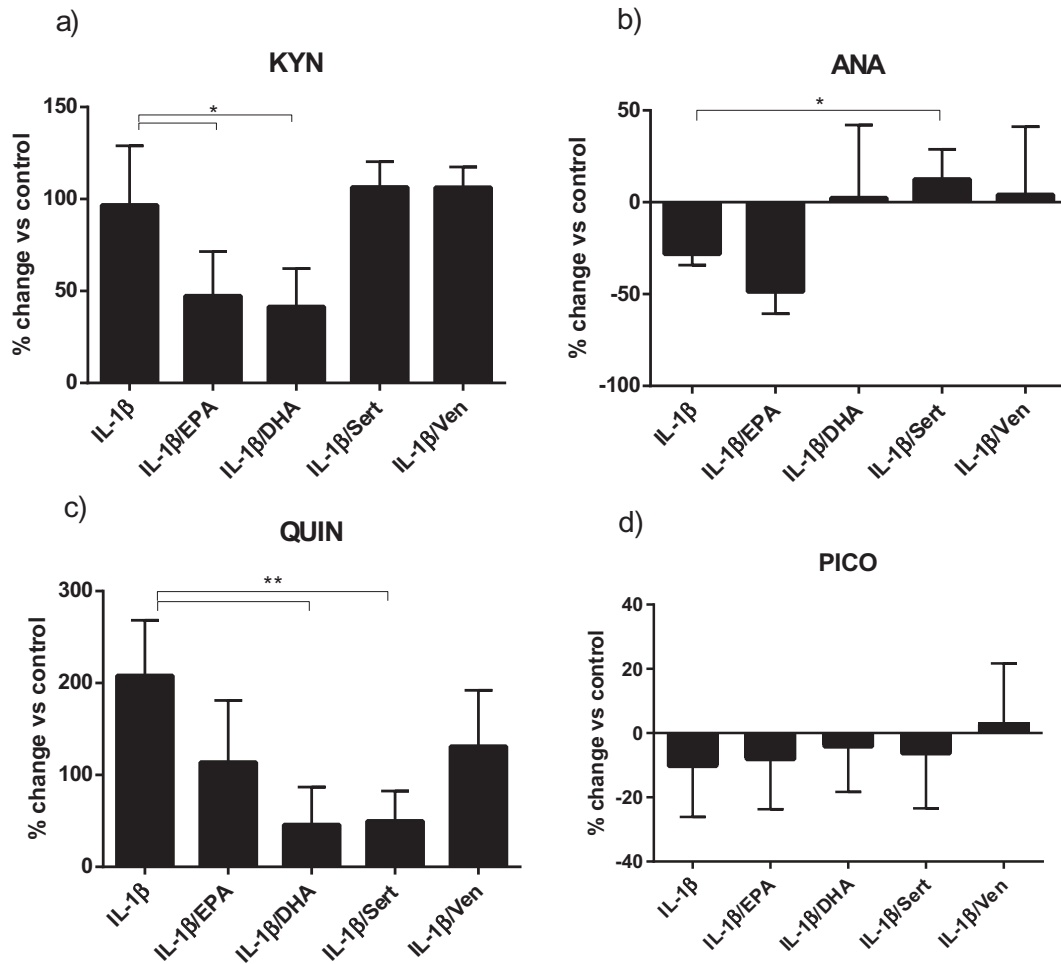 a)
KYN
*
% change vs control
150
100
50
0
IL-1β
IL-1β/EPA
IL-1β/DHA
IL-1β/Sert
IL-1β/Ven
b)
ANA
*
% change vs control
50
0
-50
-100
IL-1β
IL-1β/EPA
IL-1β/DHA
IL-1β/Sert
IL-1β/Ven
c)
QUIN
**
% change vs control
300
200
100
0
IL-1β
IL-1β/EPA
IL-1β/DHA
IL-1β/Sert
IL-1β/Ven
d)
PICO
% change vs control
40
20
0
-20
-40
IL-1β
IL-1β/EPA
IL-1β/DHA
IL-1β/Sert
IL-1β/Ven